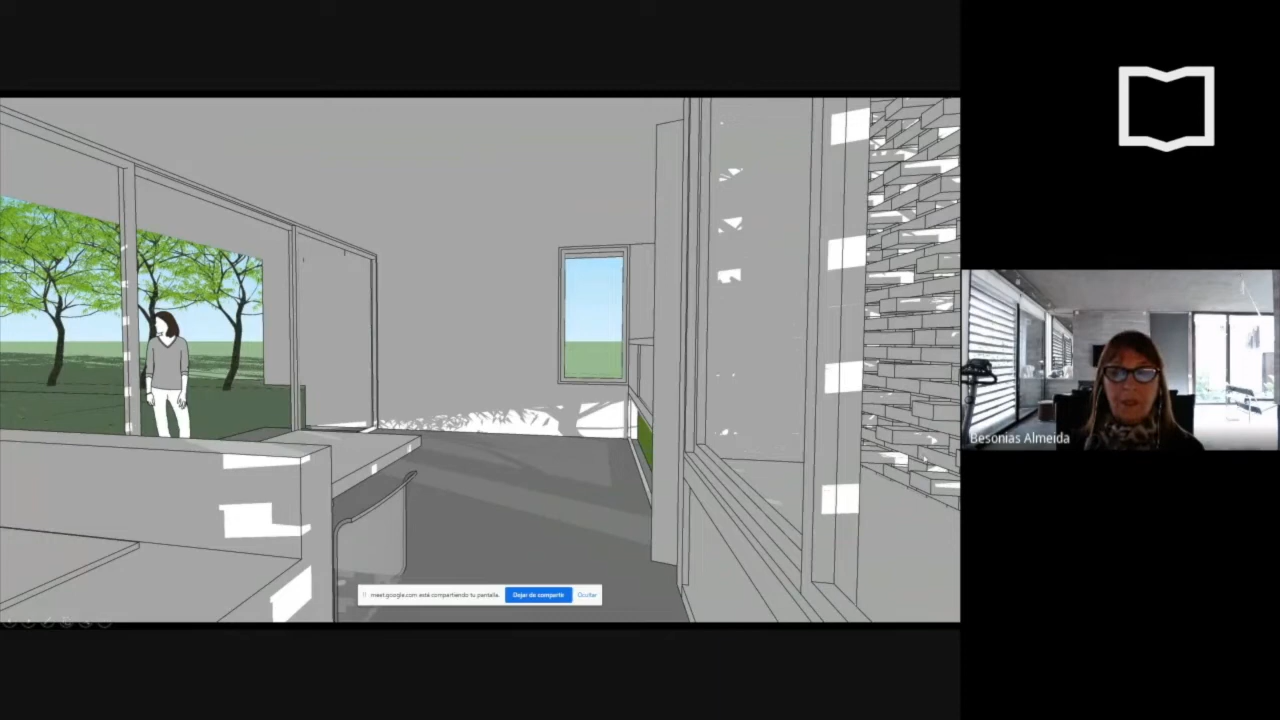 meet.google.com está compartiendo tu pantalla.
Dejar de compartir
Ocultar
Besonias Almeida